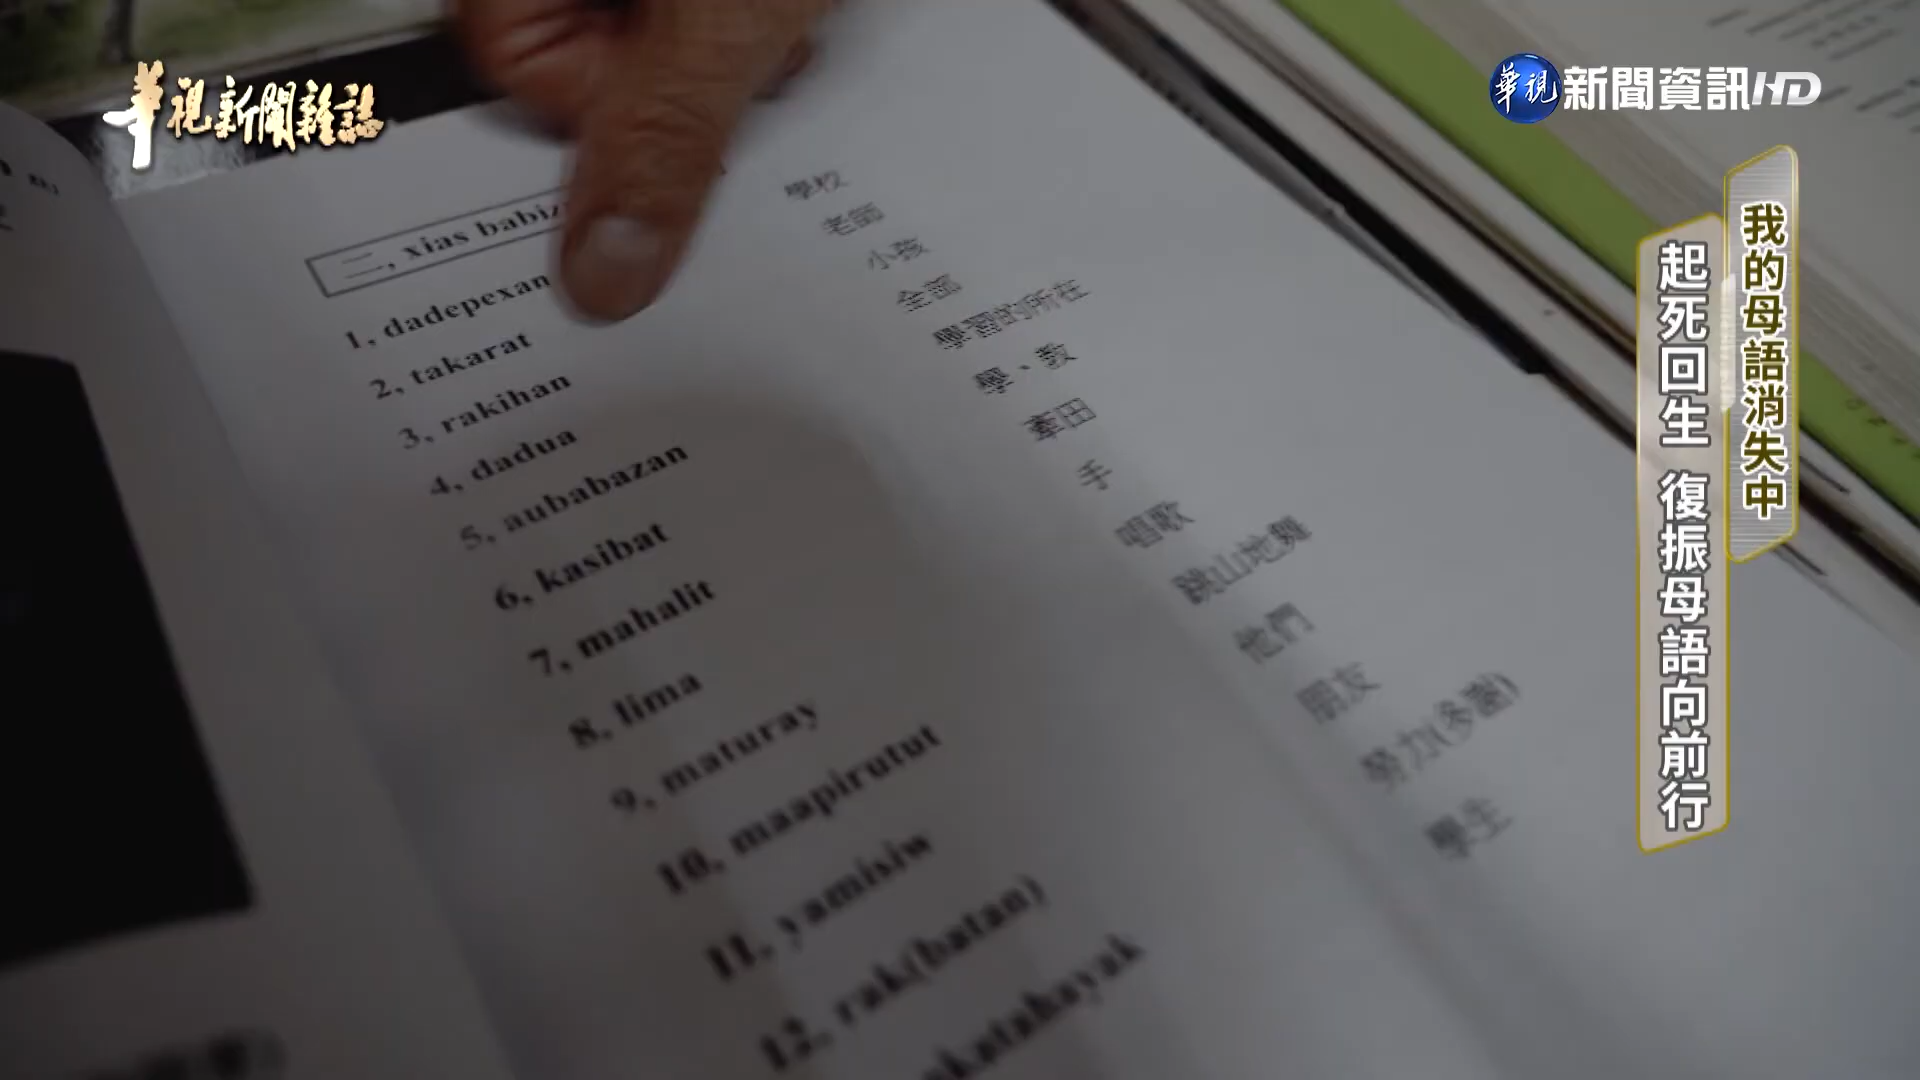 華視新聞雜誌
華視 新聞資訊HD
我的母語消失中
起死回生 復振母語向前行
二, xias
1, dadepexan 學校
2, takarat 老師
3, rakihan 小孩
4, dadua 全部
5, aubabazan 學習的所在
6, kasibat 學、教
7, mahalit 牽田
8, lima 手
9, maturay 唱歌
10, maapirutut 跳山地舞
11, yamisiw 他們
12, rak(batan) 朋友
勞力(多謝)
學生